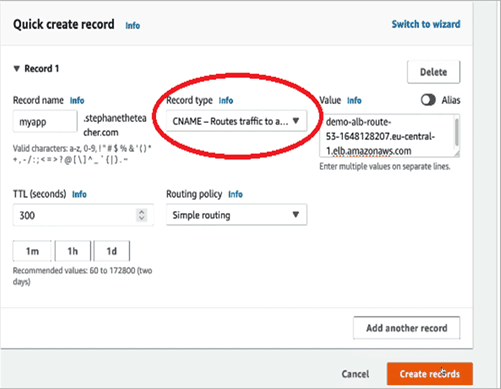 Quick create record Info
Switch to wizard
▼ Record 1
Delete
Record name Info
Record type Info
Value Info
Alias
myapp
.stephanethetea
cher.com
CNAME – Routes traffic to a... ▼
demo-alb-route-
53-1648128207.eu-central-
1.elb.amazonaws.com
Valid characters: a-z, 0-9, ! " # $ % & ' ( ) *
+ , - / : ; < = > ? @ [ \ ] ^ _ ` { | } . ~
Enter multiple values on separate lines.
TTL (seconds) Info
Routing policy Info
300
Simple routing ▼
1m
1h
1d
Recommended values: 60 to 172800 (two
days)
Add another record
Cancel
Create records